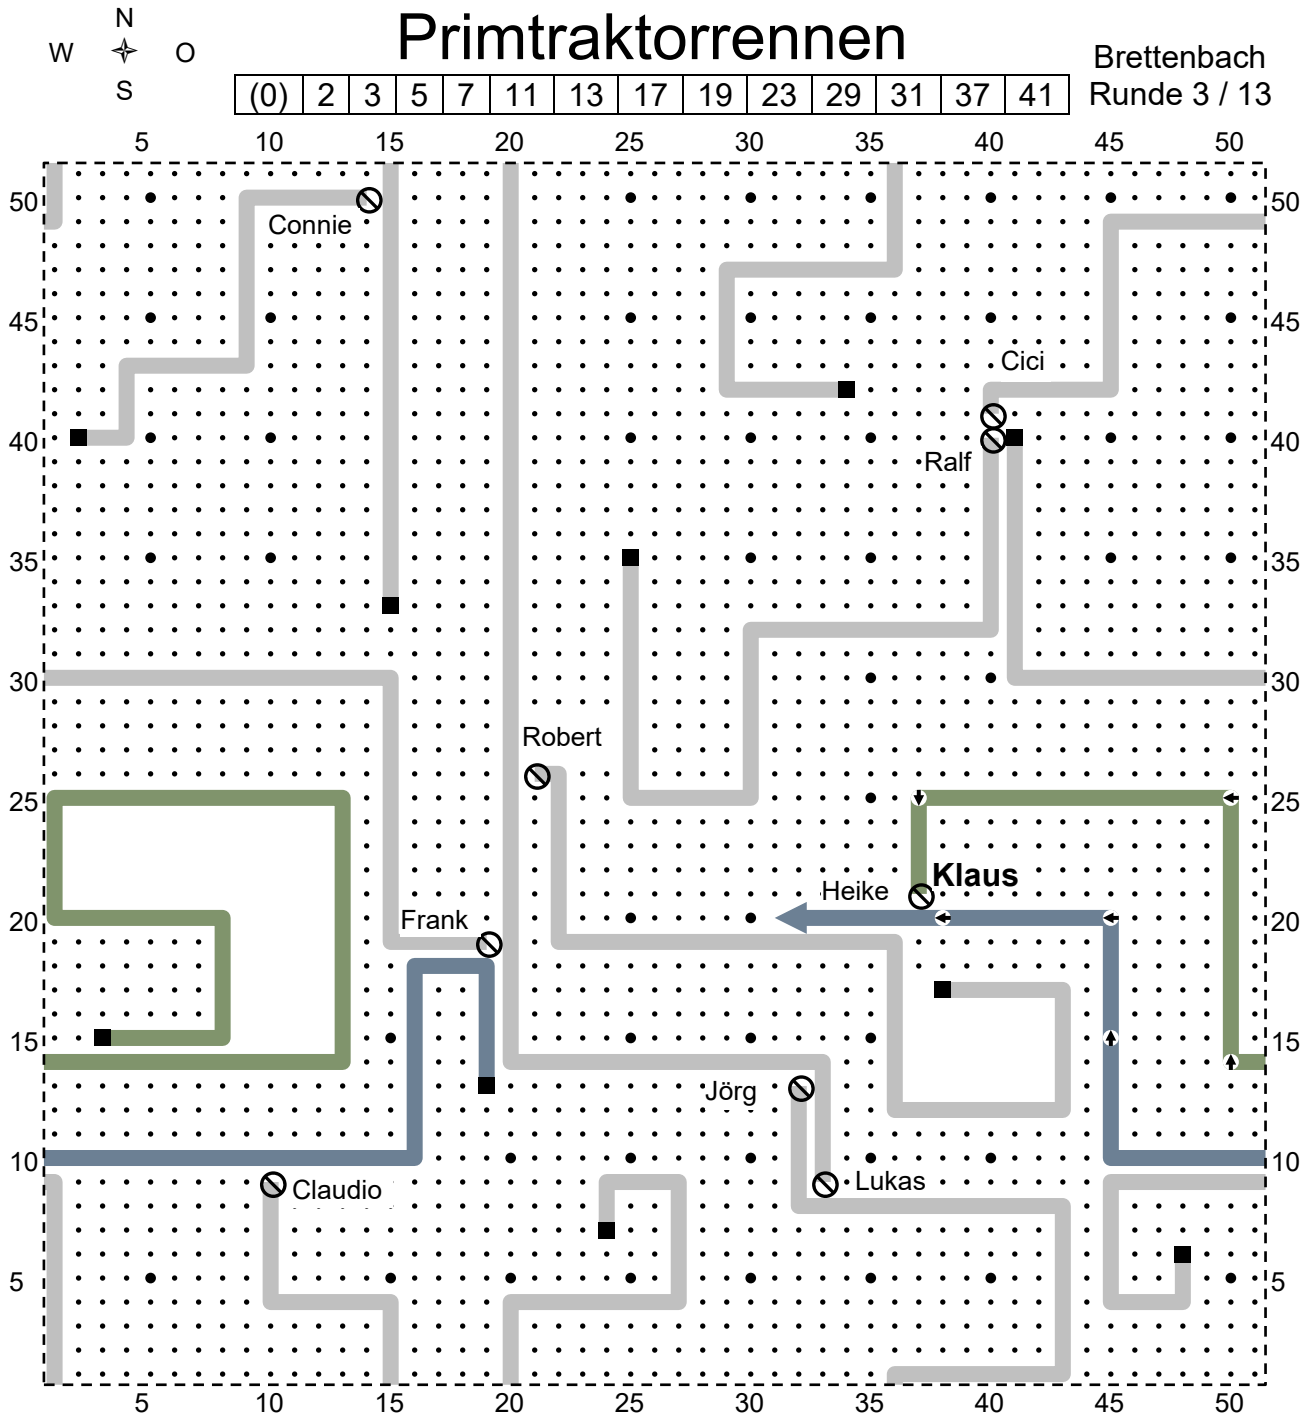 N
Primtraktorrennen
W O
Brettenbach
S
(0) 2 3 5 7 11 13 17 19 23 29 31 37 41
Runde 3 / 13
5 10 15 20 25 30 35 40 45 50
50 50
Connie
45 45
Cici
40 40
Ralf
35 35
30 30
Robert
25 25
Klaus
Heike
20 20
Frank
15 15
Jörg
10 10
Claudio
Lukas
5 5
5 10 15 20 25 30 35 40 45 50